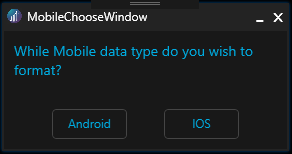 MobileChooseWindow
While Mobile data type do you wish to
format?
Android
IOS